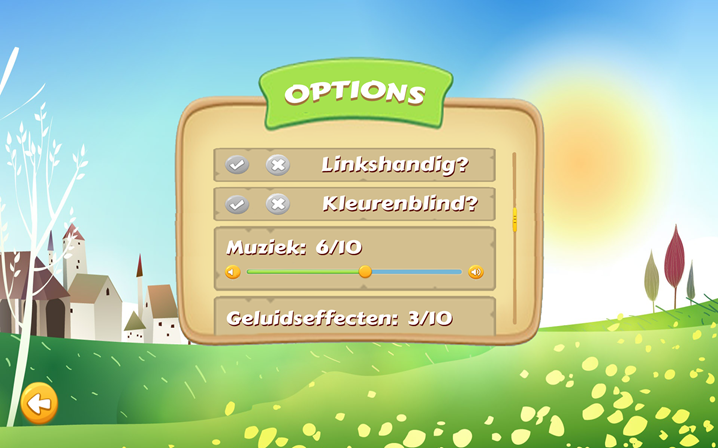 OPTIONS
Linkshandig?
Kleurenblind?
Muziek: 6/10
Geluidseffecten: 3/10